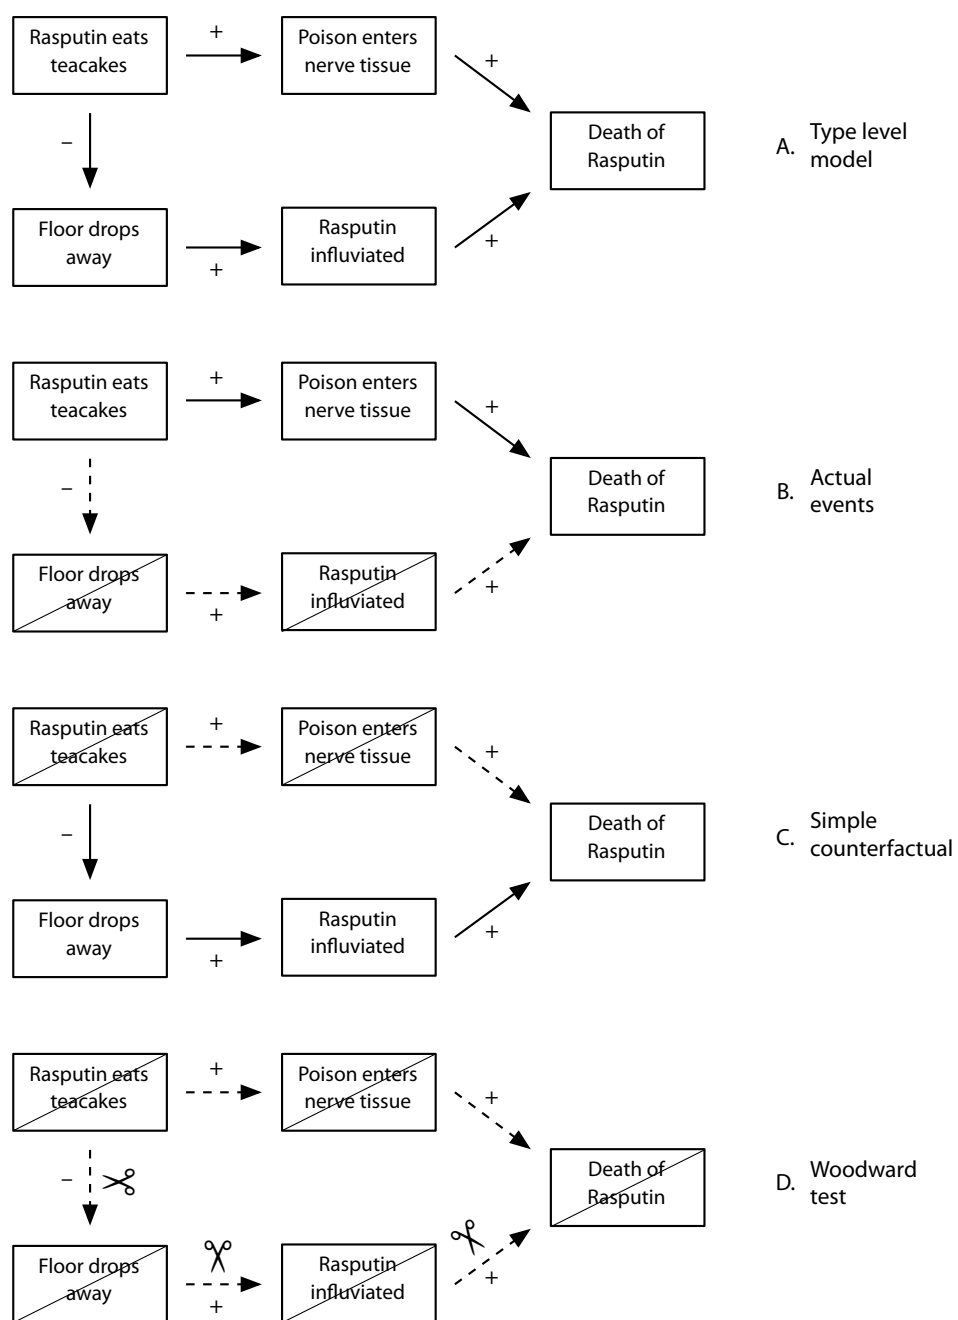 +
Rasputin eats
teacakes
Poison enters
nerve tissue
+
Death of
Rasputin
A. Type level
model
–
Floor drops
away
+
Rasputin
influviated
+
Rasputin eats
teacakes
+
Poison enters
nerve tissue
+
Death of
Rasputin
B. Actual
events
–
Floor drops
away
+
Rasputin
influviated
+
Rasputin eats
teacakes
+
Poison enters
nerve tissue
+
Death of
Rasputin
C. Simple
counterfactual
–
Floor drops
away
+
Rasputin
influviated
+
Rasputin eats
teacakes
+
Poison enters
nerve tissue
+
Death of
Rasputin
D. Woodward
test
–
Floor drops
away
+
Rasputin
influviated
+